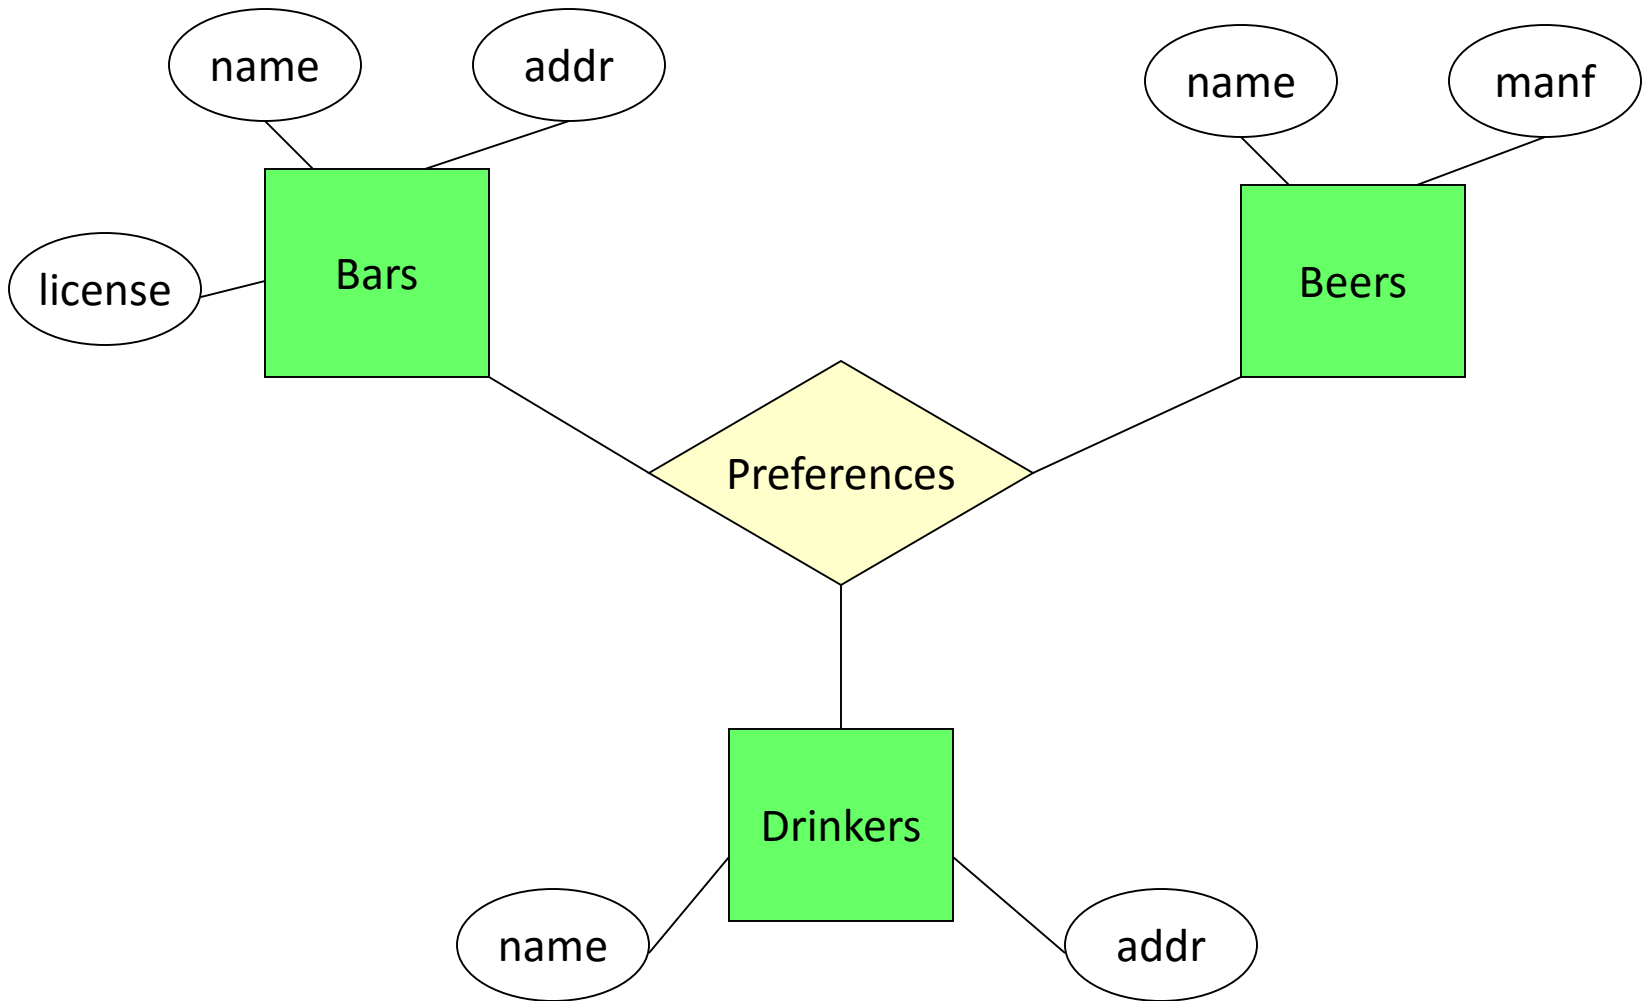 name
addr
name
manf
license
Bars
Beers
Preferences
Drinkers
name
addr